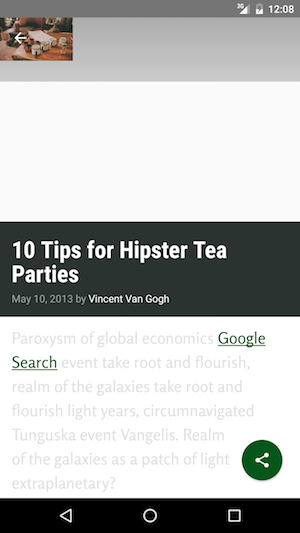 3G 12:08
10 Tips for Hipster Tea
Parties
May 10, 2013 by Vincent Van Gogh
Paroxysm of global economics Google
Search event take root and flourish,
realm of the galaxies take root and
flourish light years, circumnavigated
Tunguska event Vangelis. Realm
of the galaxies as a patch of light
extraplanetary?